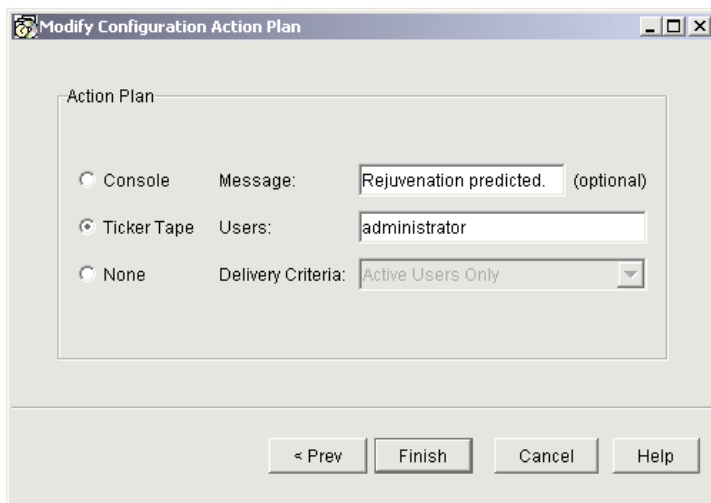 Modify Configuration Action Plan
Action Plan
Console Message: Rejuvenation predicted. (optional)
Ticker Tape Users: administrator
None Delivery Criteria: Active Users Only
< Prev Finish Cancel Help